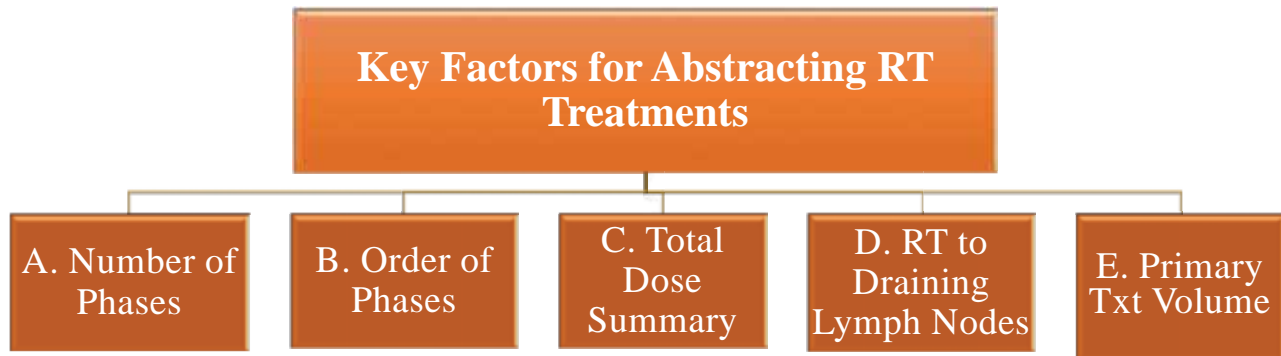 Key Factors for Abstracting RT
Treatments
A. Number of
Phases
B. Order of
Phases
C. Total
Dose
Summary
D. RT to
Draining
Lymph Nodes
E. Primary
Txt Volume